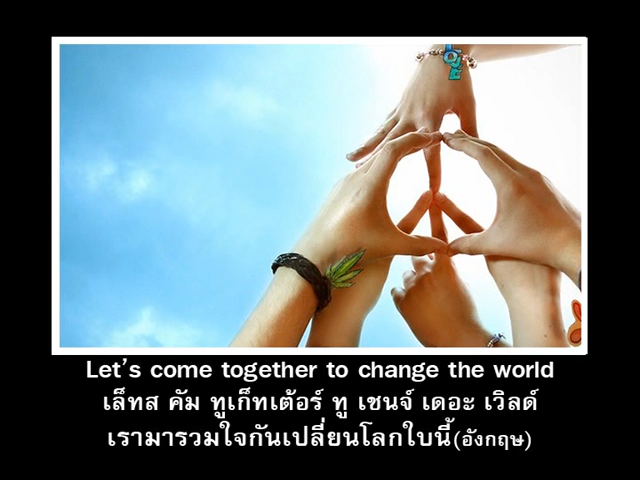 LOVE
Let's come together to change the world
เล็ทส คัม ทูเก็ทเต้อร์ ทู เชนจ์ เดอะ เวิลด์
เรามารวมใจกันเปลี่ยนโลกใบนี้(อังกฤษ)